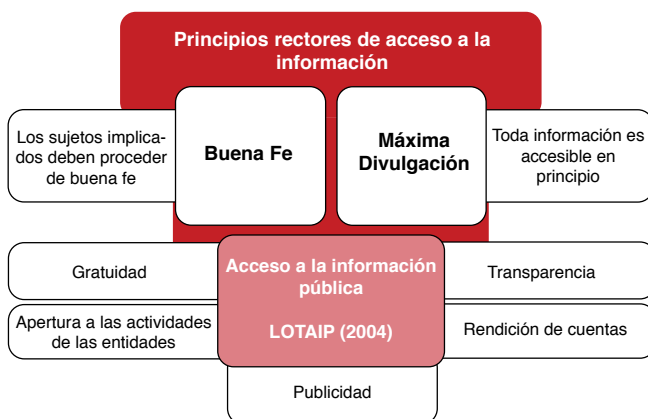 Principios rectores de acceso a la
información
Los sujetos implica-
dos deben proceder
de buena fe
Buena Fe
Máxima
Divulgación
Toda información es
accesible en
principio
Gratuidad
Acceso a la información
pública
LOTAIP (2004)
Transparencia
Apertura a las actividades
de las entidades
Rendición de cuentas
Publicidad